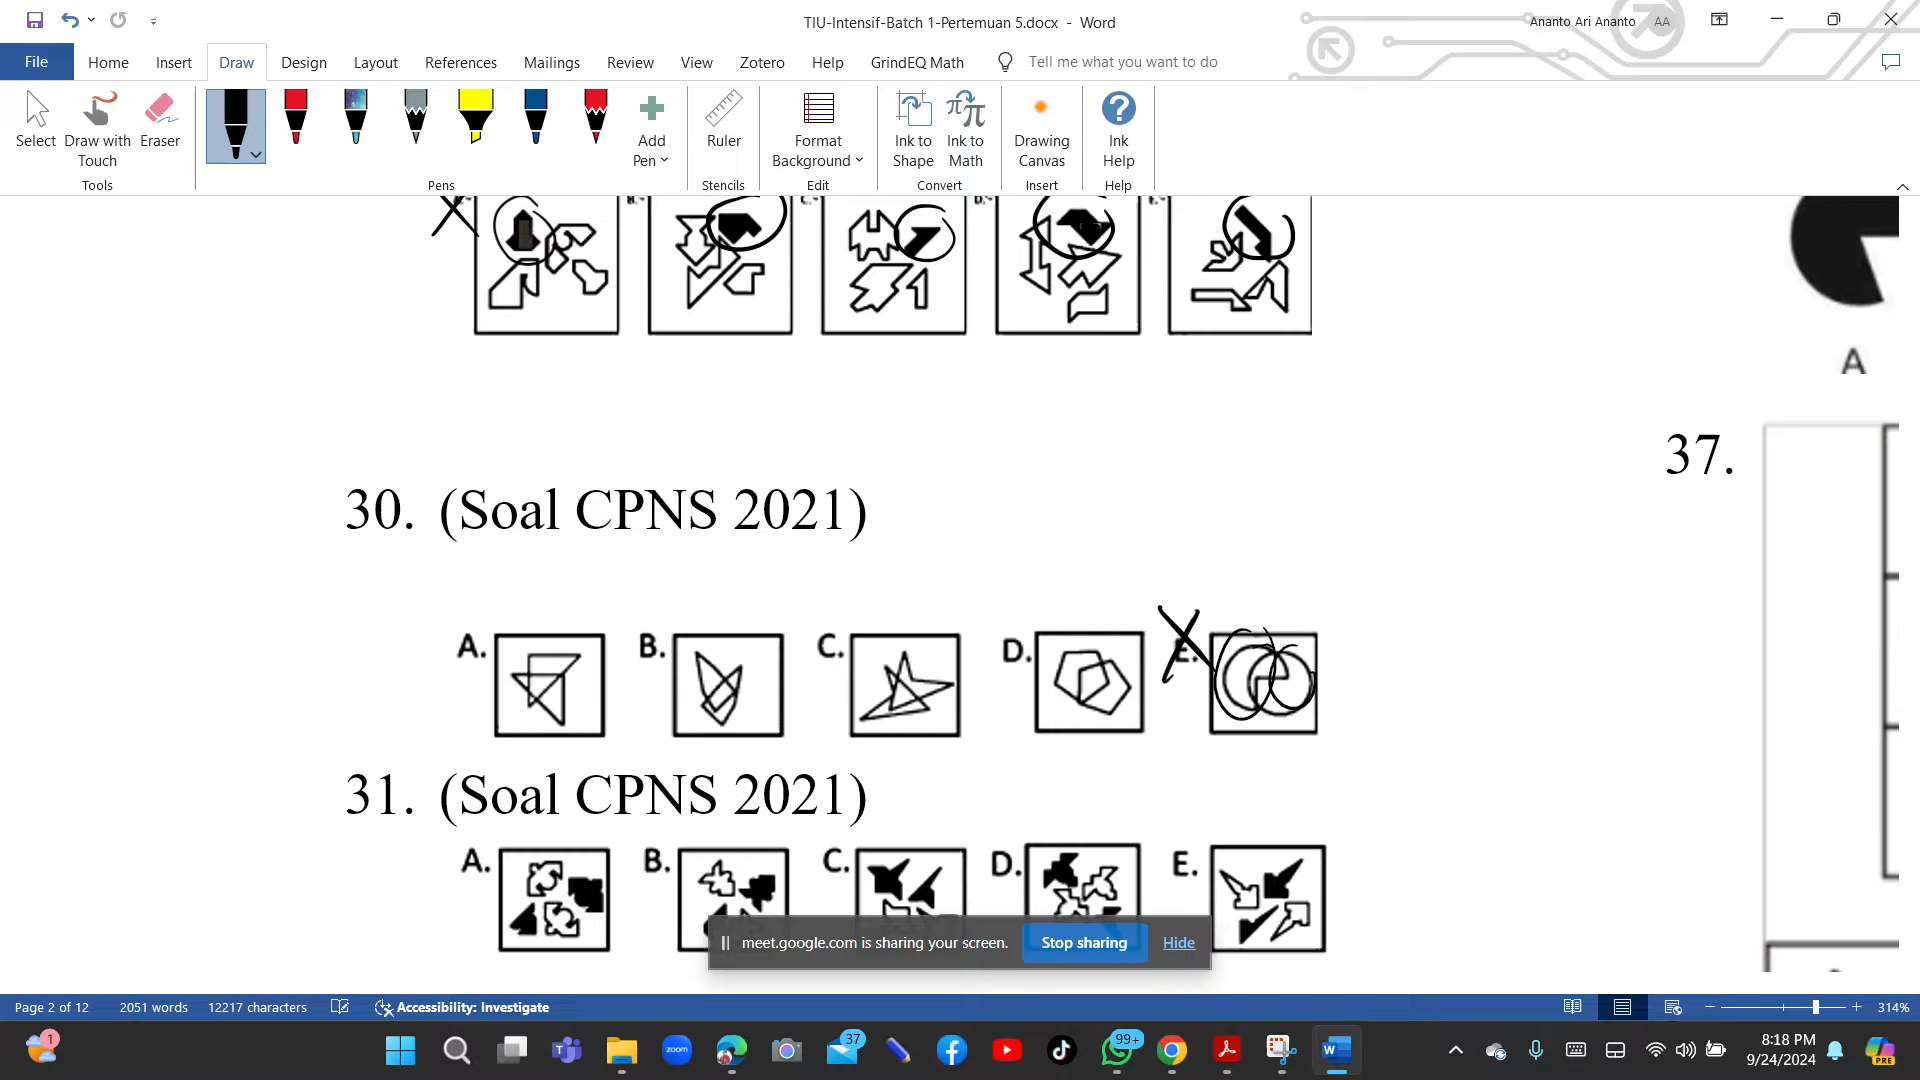 TIU-Intensif-Batch 1-Pertemuan 5.docx - Word
Ananto Ari Ananto AA
File Home Insert Draw Design Layout References Mailings Review View Zotero Help GrindEQ Math Tell me what you want to do
Select
Draw with Touch
Eraser
Add Pen
Ruler
Format Background
Ink to Shape
Ink to Math
Drawing Canvas
Ink Help
Tools Pens Stencils Edit Convert Insert Help
A
37.
30. (Soal CPNS 2021)
A. B. C. D. E.
31. (Soal CPNS 2021)
A. B. C. D. E.
meet.google.com is sharing your screen. Stop sharing Hide
Page 2 of 12 2051 words 12217 characters Accessibility: Investigate 314%
1
zoom
37
99+
8:18 PM
9/24/2024
PRE